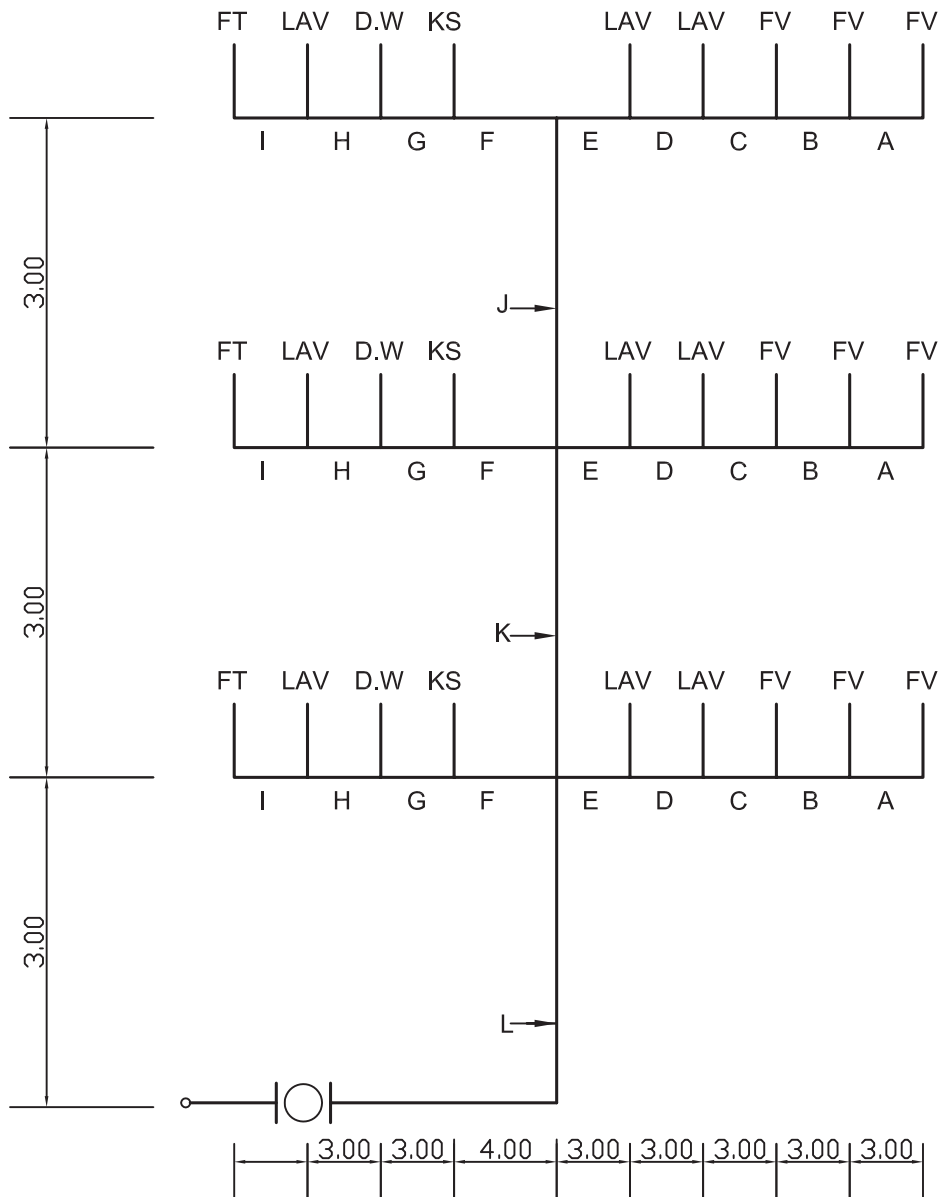 FT LAV D.W KS LAV LAV FV FV FV
I H G F E D C B A
3.00
J
FT LAV D.W KS LAV LAV FV FV FV
I H G F E D C B A
3.00
K
FT LAV D.W KS LAV LAV FV FV FV
I H G F E D C B A
3.00
L
3.00 3.00 4.00 3.00 3.00 3.00 3.00 3.00